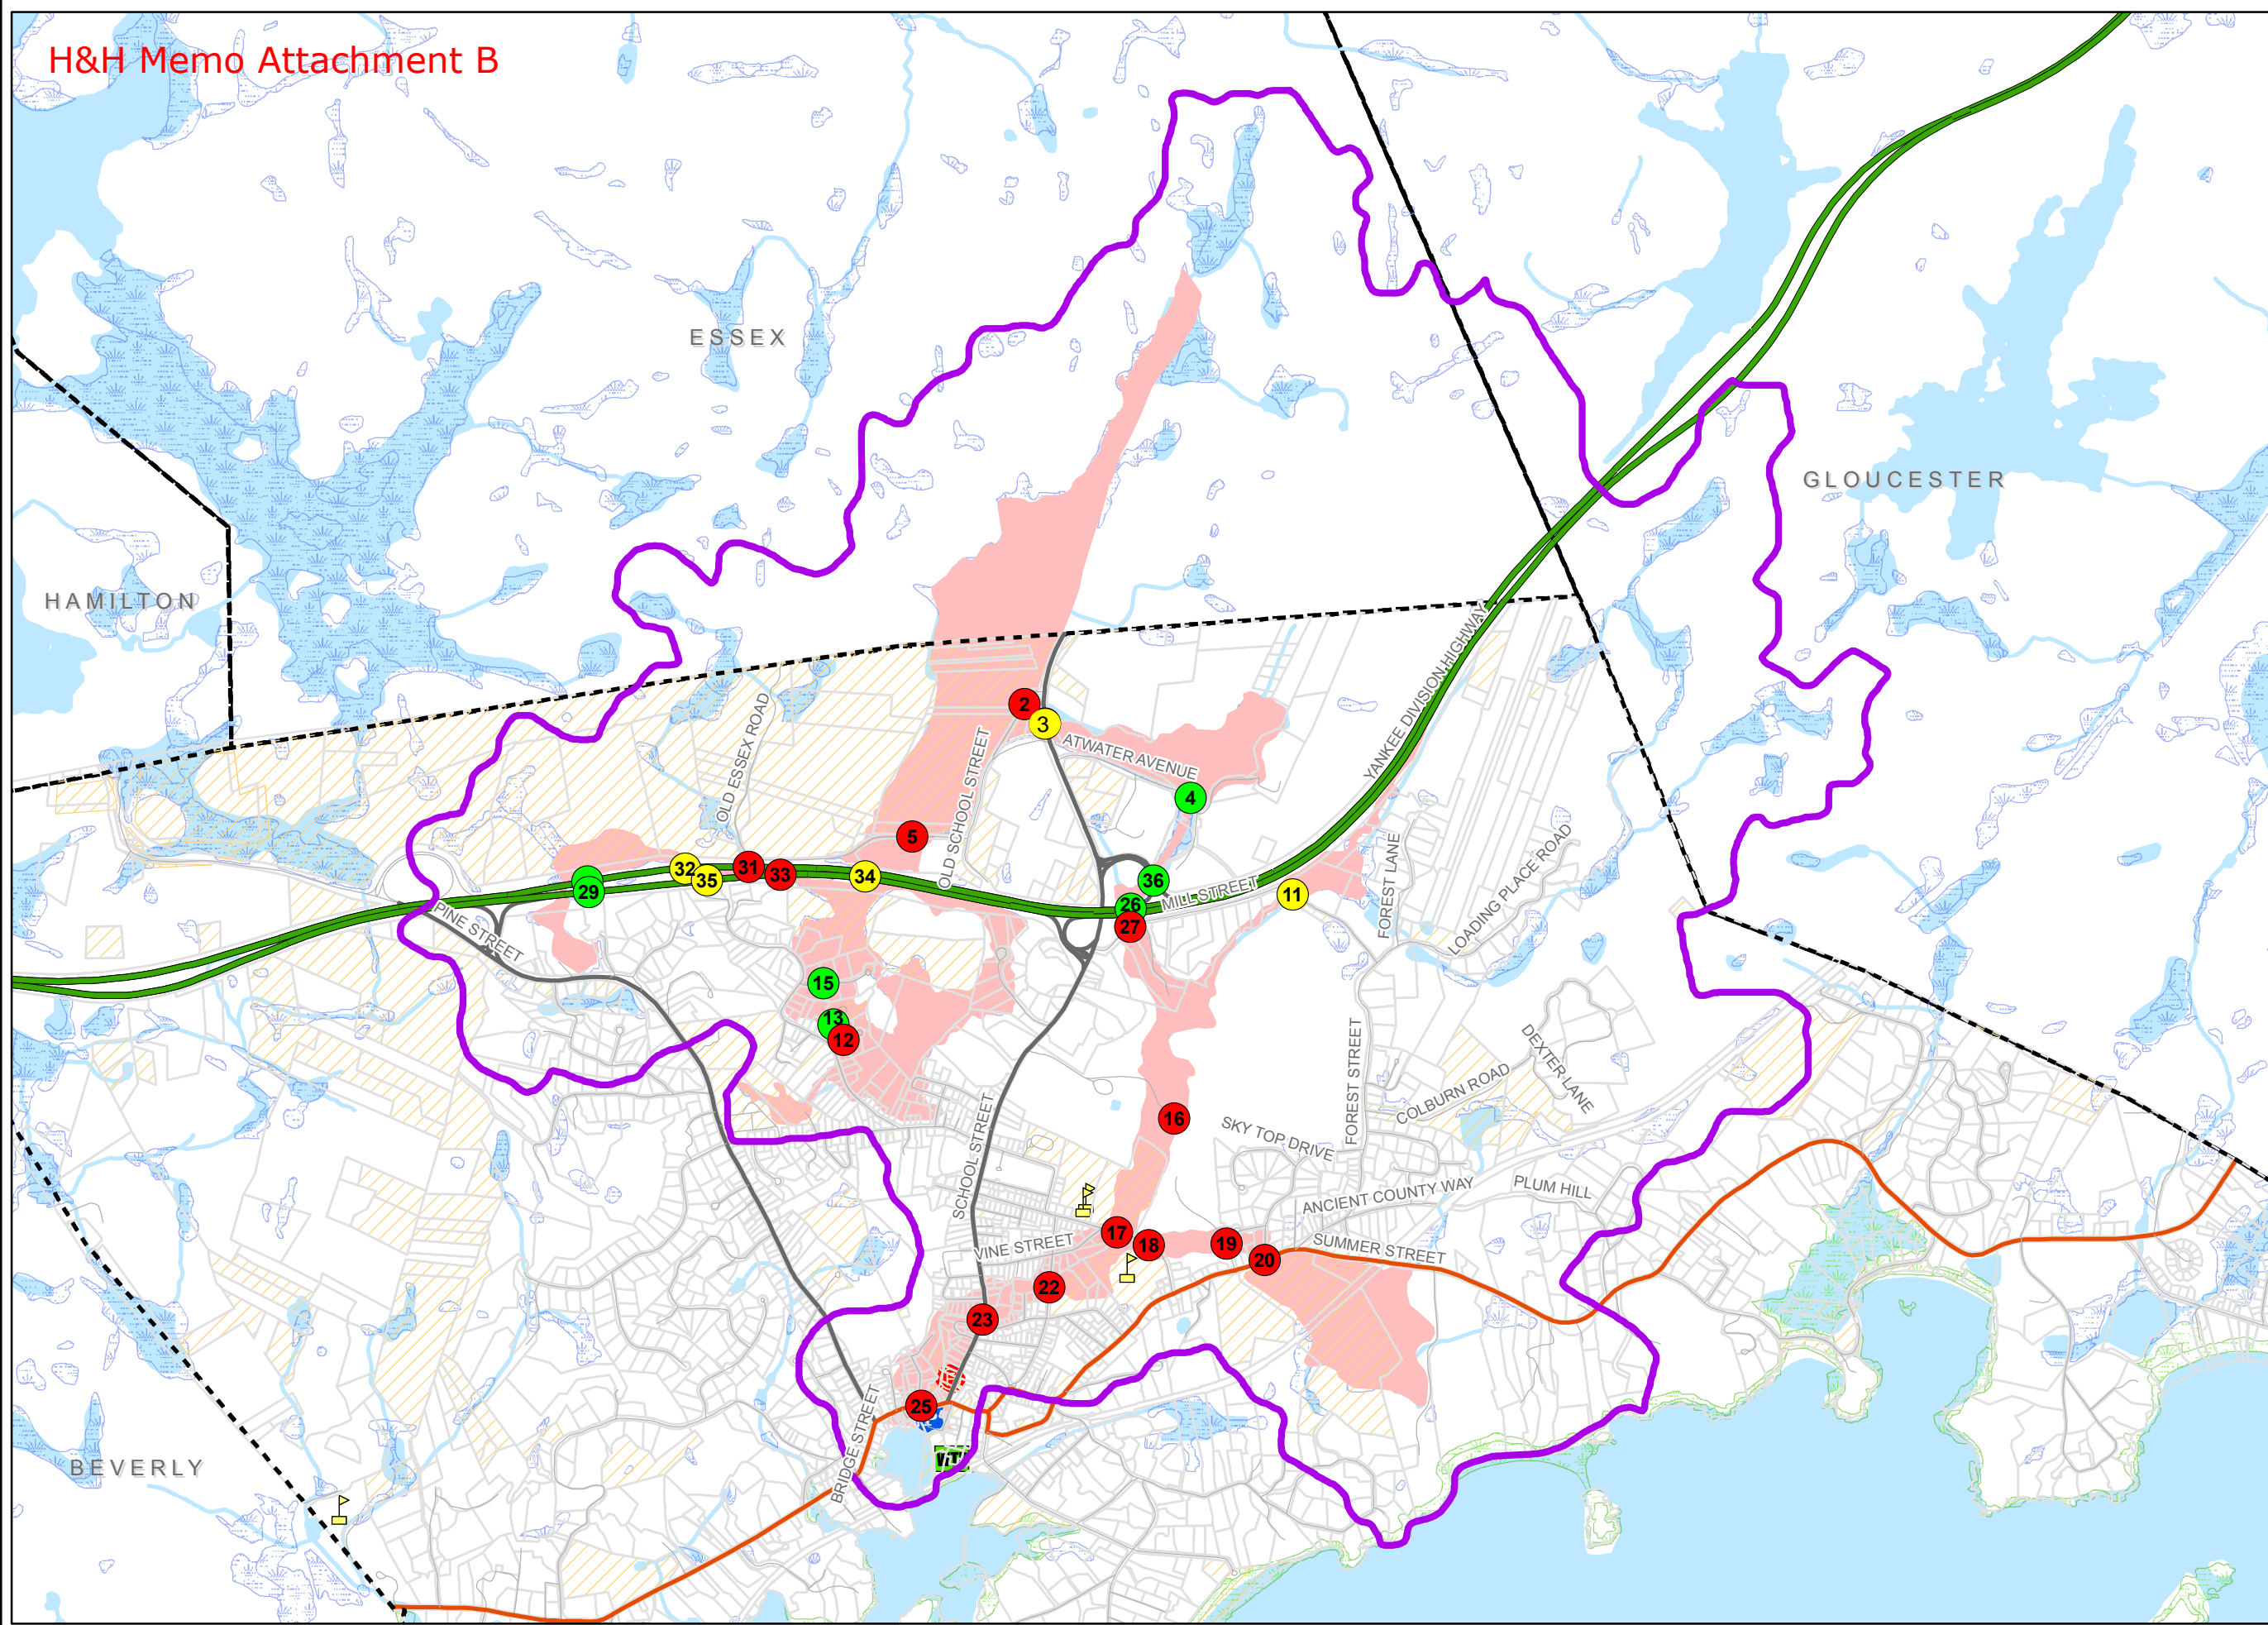 H&H Memo Attachment B
ESSEX
GLOUCESTER
HAMILTON
YANKEE DIVISION HIGHWAY
2
3
OLD ESSEX ROAD
ATWATER AVENUE
OLD SCHOOL STREET
4
5
32
31
33
34
35
29
36
26
27
MILL STREET
11
FOREST LANE
LOADING PLACE ROAD
PINE STREET
15
13
12
DEXTER LANE
COLBURN ROAD
FOREST STREET
16
SKY TOP DRIVE
SCHOOL STREET
ANCIENT COUNTY WAY
PLUM HILL
17
18
19
20
VINE STREET
SUMMER STREET
22
23
25
BRIDGE STREET
BEVERLY